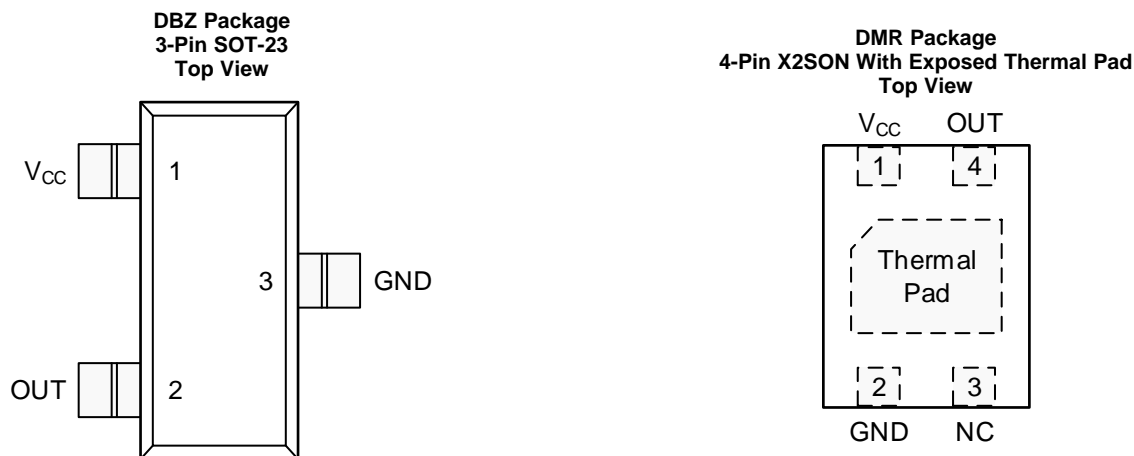 DBZ Package
3-Pin SOT-23
Top View
VCC
1
3
GND
OUT
2
DMR Package
4-Pin X2SON With Exposed Thermal Pad
Top View
VCC
OUT
1
4
Thermal
Pad
2
3
GND
NC